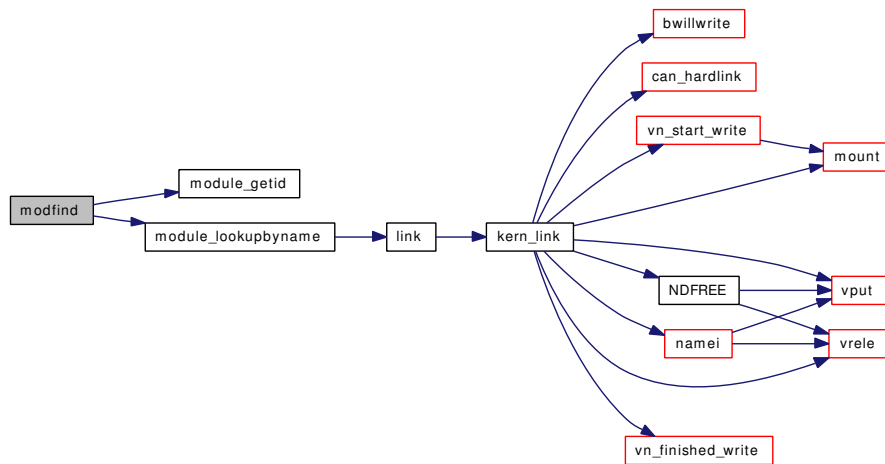 bwillwrite
can_hardlink
vn_start_write
mount
module_getid
modfind
module_lookupbyname
link
kern_link
NDFREE
vput
namei
vrele
vn_finished_write